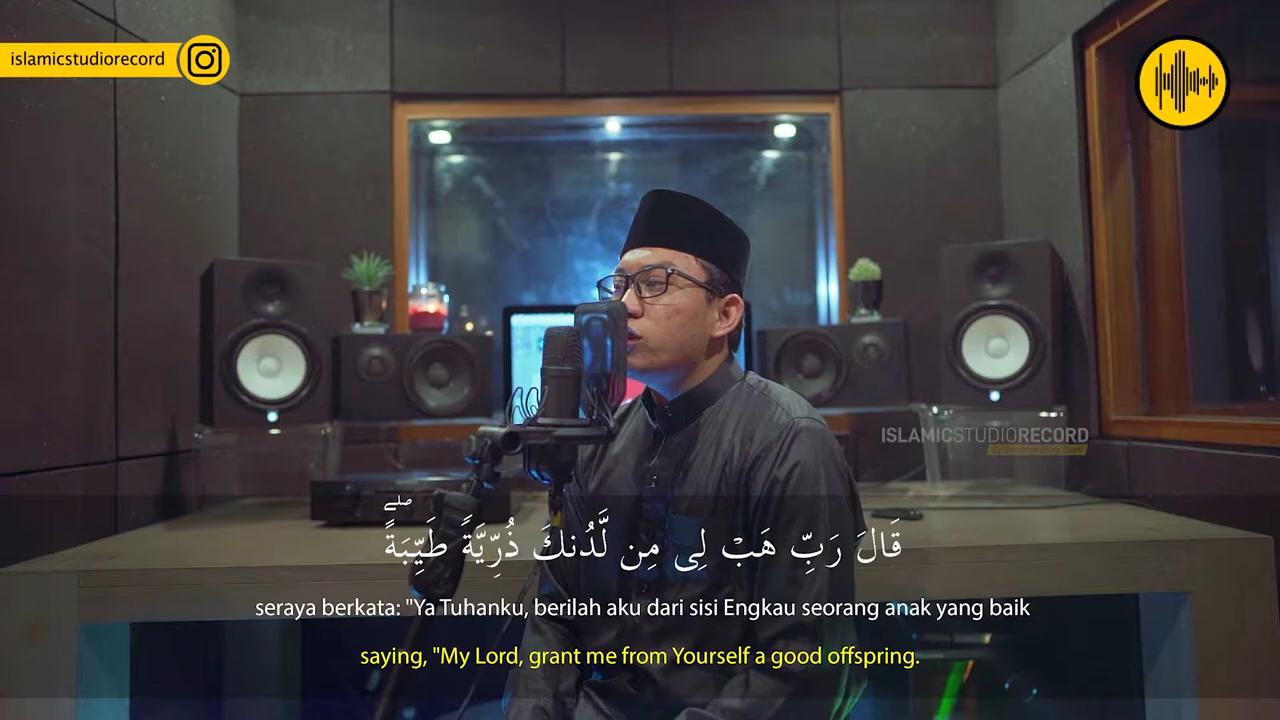 islamicstudiorecord
ISLAMICSTUDIORECORD
قَالَ رَبِّ هَبْ لِى مِن لَّدُنكَ ذُرِّيَّةً طَيِّبَةً ۖ
seraya berkata: "Ya Tuhanku, berilah aku dari sisi Engkau seorang anak yang baik
saying, "My Lord, grant me from Yourself a good offspring.